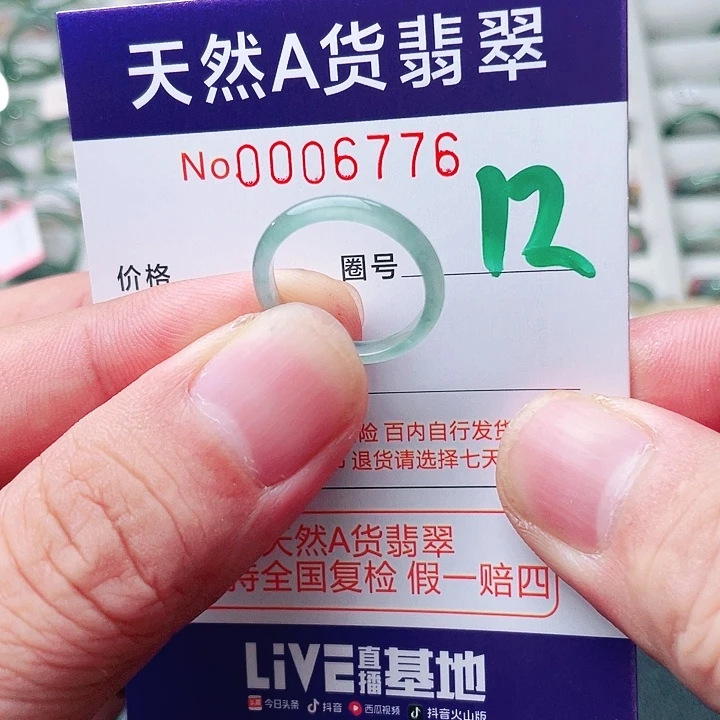 天然A货翡翠
No0006776
价格
圈号 12
险 百内自行发货
退货请选择七天
天然A货翡翠
持全国复检 假一赔四
LiVE直播基地
今日头条 抖音 西瓜视频 抖音火山版